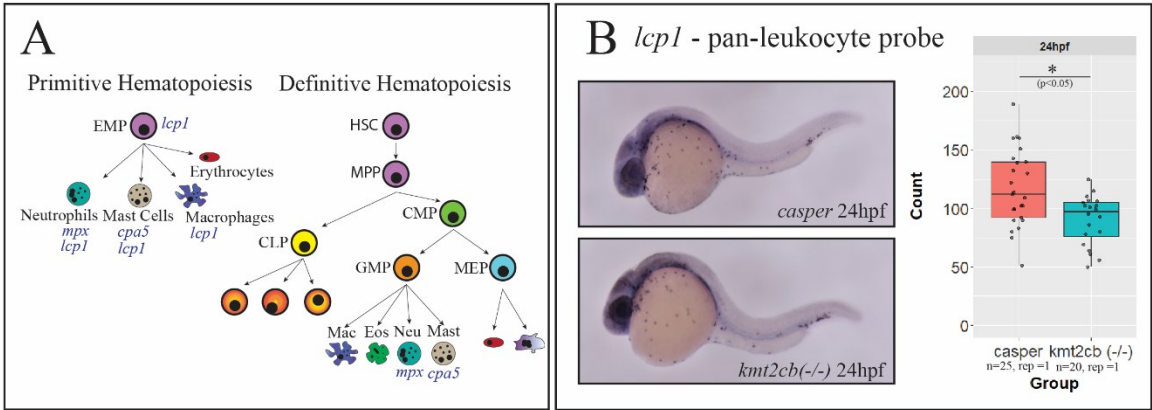 A
Primitive Hematopoiesis
Definitive Hematopoiesis
EMP
lcp1
Erythrocytes
Neutrophils
mpx
lcp1
Mast Cells
cpa5
lcp1
Macrophages
lcp1
HSC
MPP
CMP
CLP
GMP
MEP
Mac
Eos
Neu
Mast
mpx
cpa5
B
lcp1 - pan-leukocyte probe
casper 24hpf
kmt2cb(-/-) 24hpf
24hpf
*
(p<0.05)
200
150
100
50
0
Count
casper
kmt2cb (-/-)
n=25, rep =1
n=20, rep =1
Group